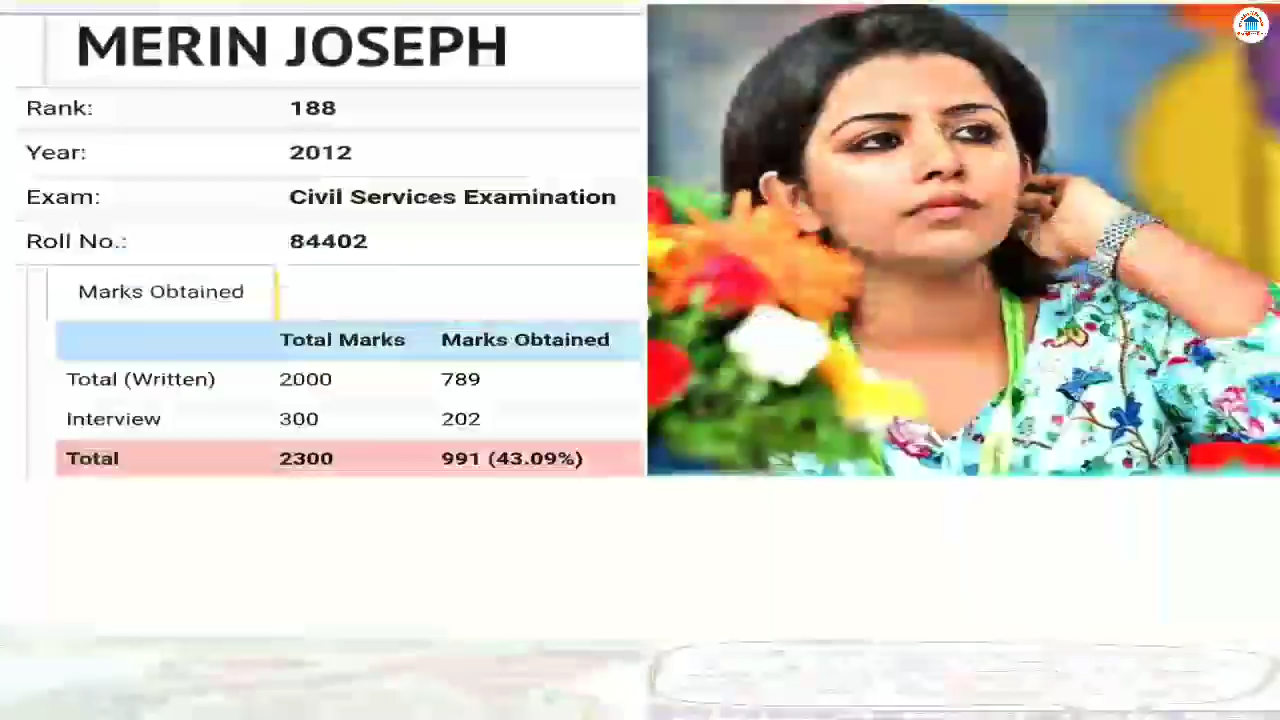 MERIN JOSEPH
Rank: 188
Year: 2012
Exam: Civil Services Examination
Roll No.: 84402
Marks Obtained
Total Marks Marks Obtained
Total (Written) 2000 789
Interview 300 202
Total 2300 991 (43.09%)